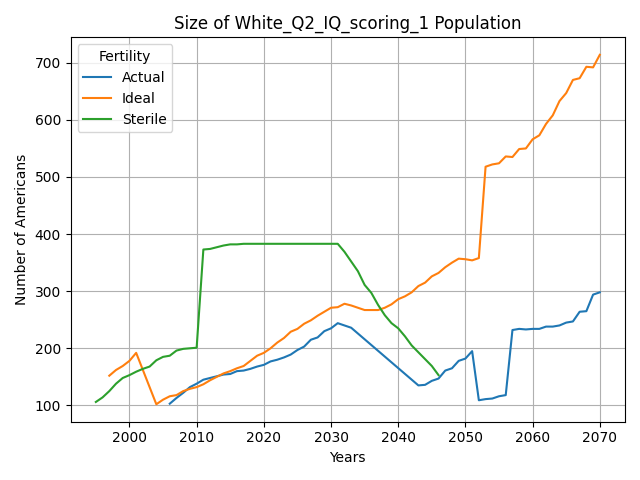 Size of White_Q2_IQ_scoring_1 Population
Fertility
Actual
Ideal
Sterile
Number of Americans
700
600
500
400
300
200
100
2000 2010 2020 2030 2040 2050 2060 2070
Years